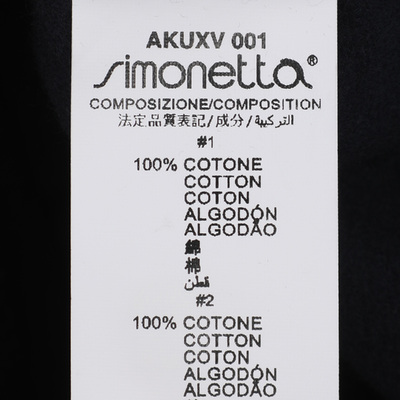 AKUXV 001
simonetta®
COMPOSIZIONE/COMPOSITION
法定品質表記/成分/التركيبة/
#1
100% COTONE
COTTON
COTON
ALGODÓN
ALGODÃO
綿
棉
قطن
#2
100% COTONE
COTTON
COTON
ALGODÓN
ALGODÃO